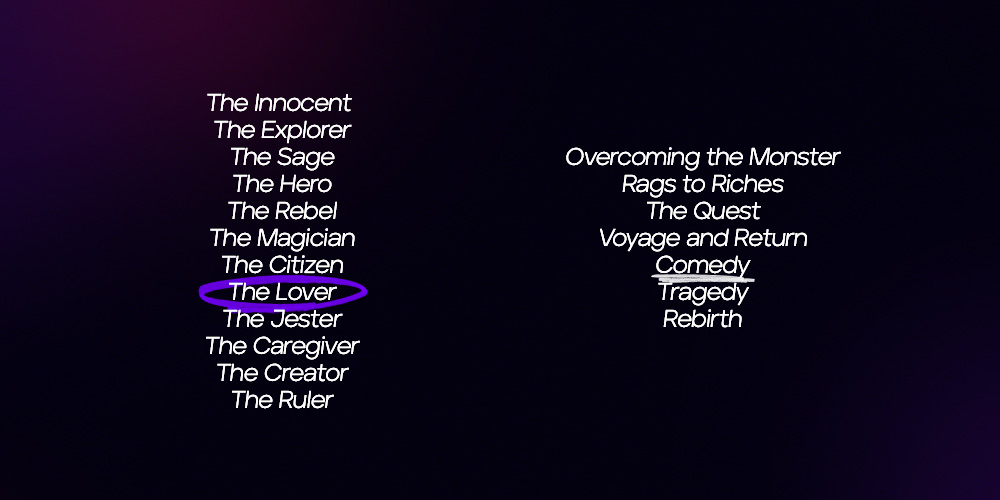 The Innocent
The Explorer
The Sage
The Hero
The Rebel
The Magician
The Citizen
The Lover
The Jester
The Caregiver
The Creator
The Ruler
Overcoming the Monster
Rags to Riches
The Quest
Voyage and Return
Comedy
Tragedy
Rebirth